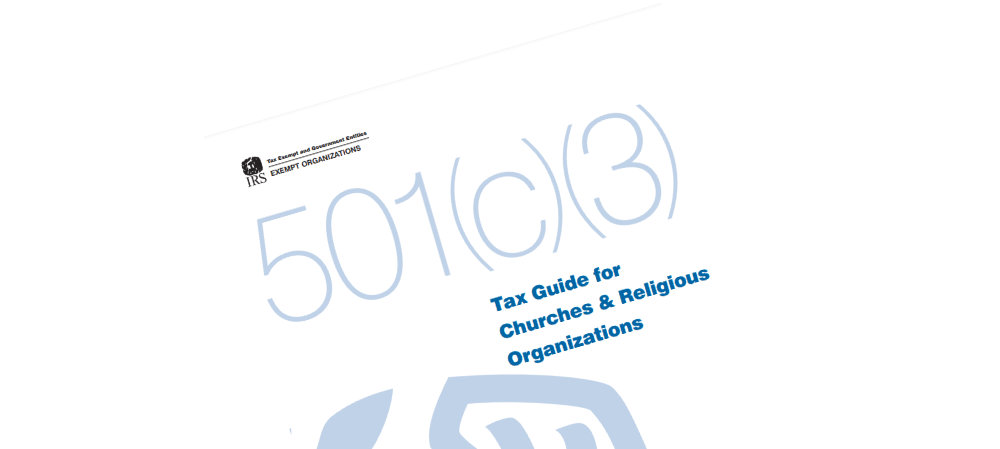 Tax Exempt and Government Entities
IRS EXEMPT ORGANIZATIONS
501(c)(3)
Tax Guide for
Churches & Religious
Organizations